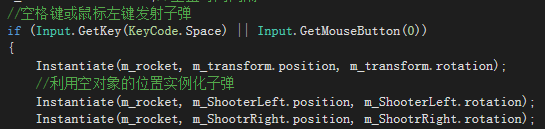 //空格键或鼠标左键发射子弹
if (Input.GetKey(KeyCode.Space) || Input.GetMouseButton(0))
{
Instantiate(m_rocket, m_transform.position, m_transform.rotation);
//利用空对象的位置实例化子弹
Instantiate(m_rocket, m_ShooterLeft.position, m_ShooterLeft.rotation);
Instantiate(m_rocket, m_ShootrRight.position, m_ShootrRight.rotation);